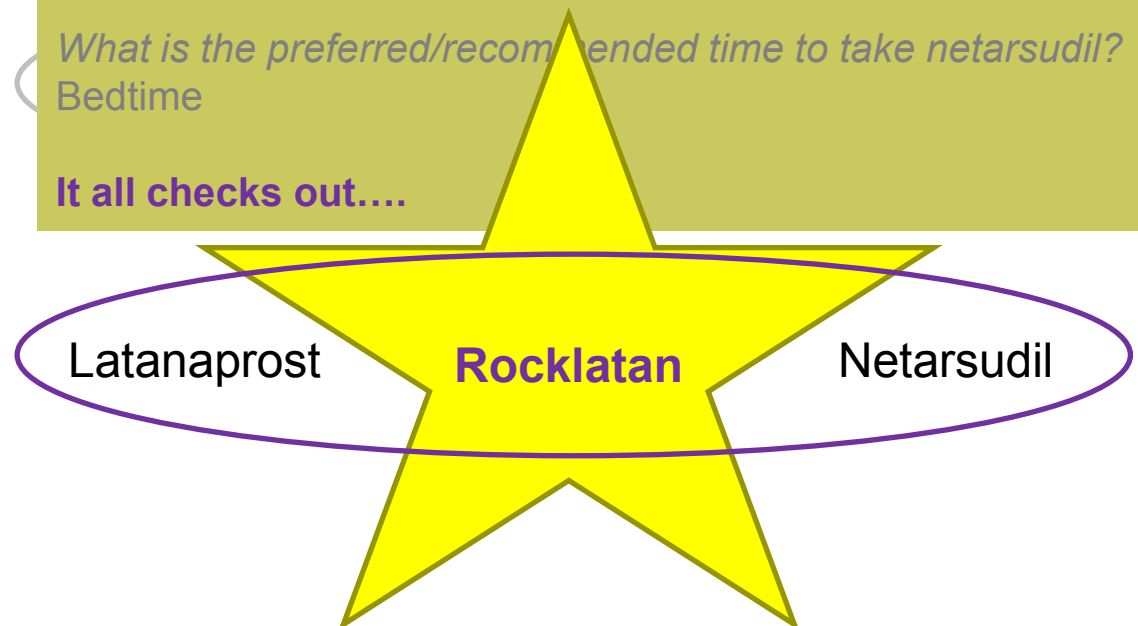 What is the preferred/recommended time to take netarsudil?
Bedtime
It all checks out….
Latanaprost Rocklatan Netarsudil